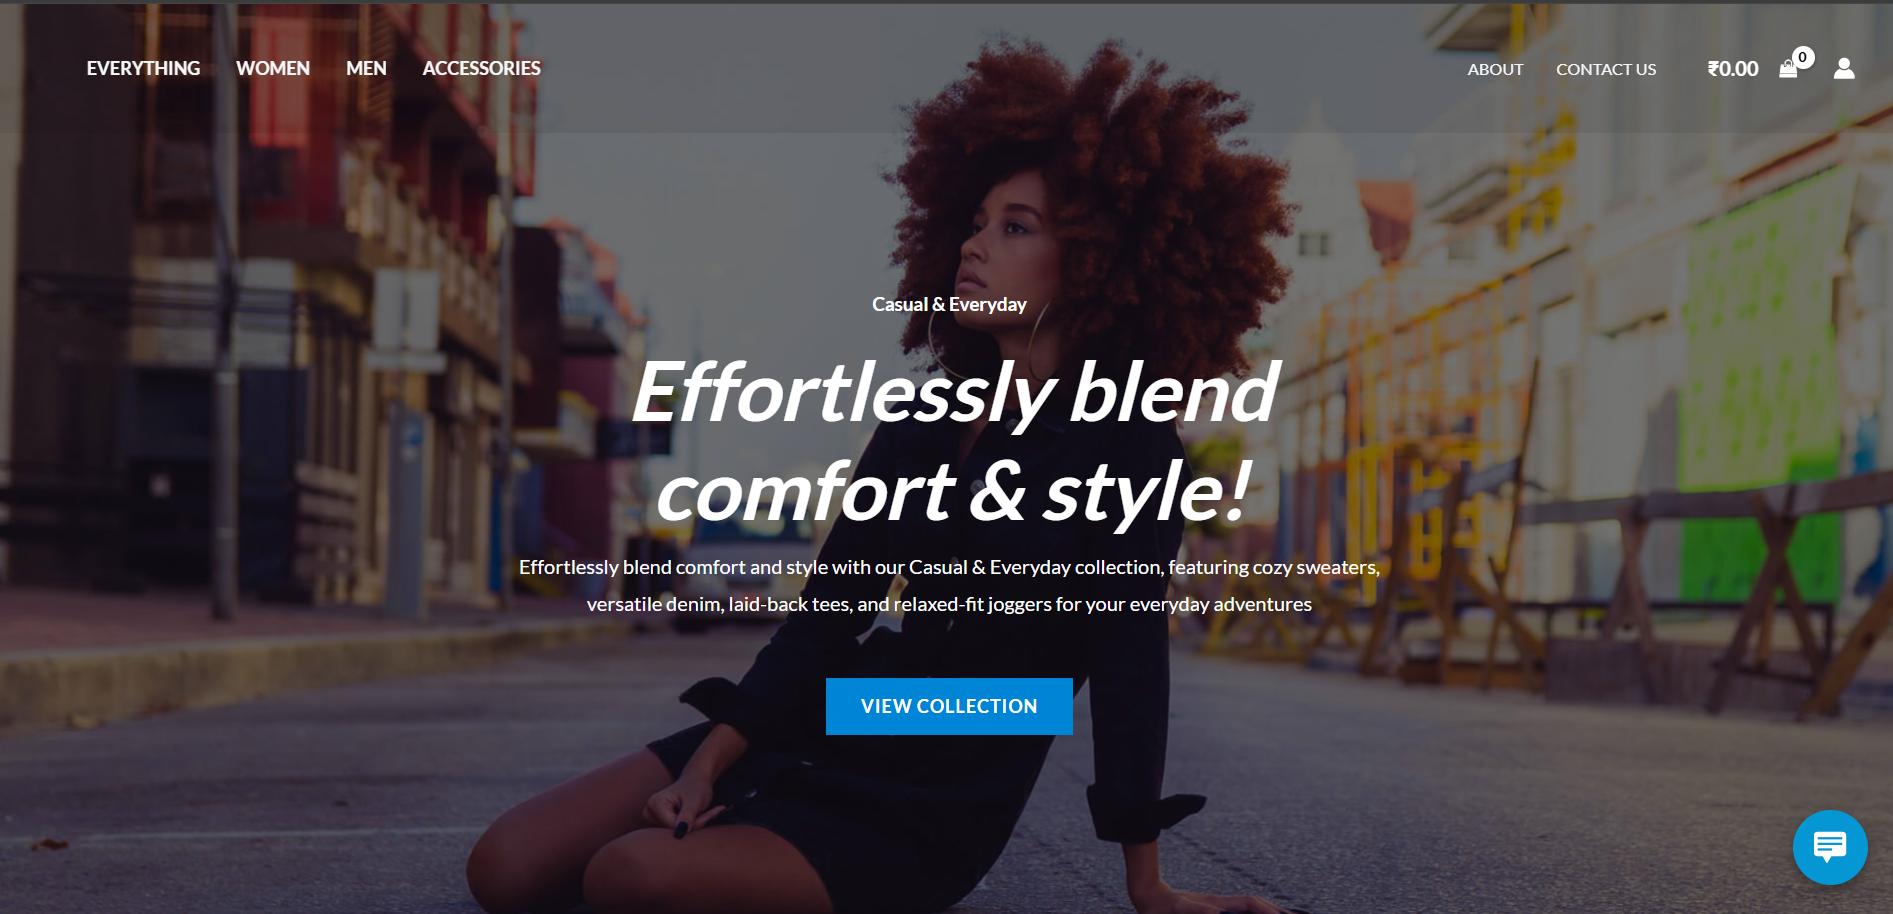 EVERYTHING WOMEN MEN ACCESSORIES ABOUT CONTACT US ₹0.00 0
Casual & Everyday
Effortlessly blend
comfort & style!
Effortlessly blend comfort and style with our Casual & Everyday collection, featuring cozy sweaters,
versatile denim, laid-back tees, and relaxed-fit joggers for your everyday adventures
VIEW COLLECTION